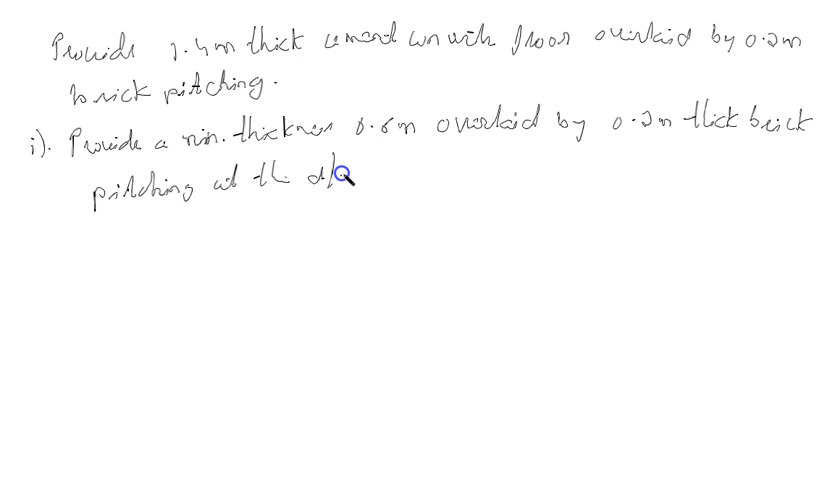 Provide 1.4m thick cement concrete floor overlaid by 0.2m
brick pitching.
i). Provide a min. thickness 0.6m overlaid by 0.2m thick brick
pitching at the d/